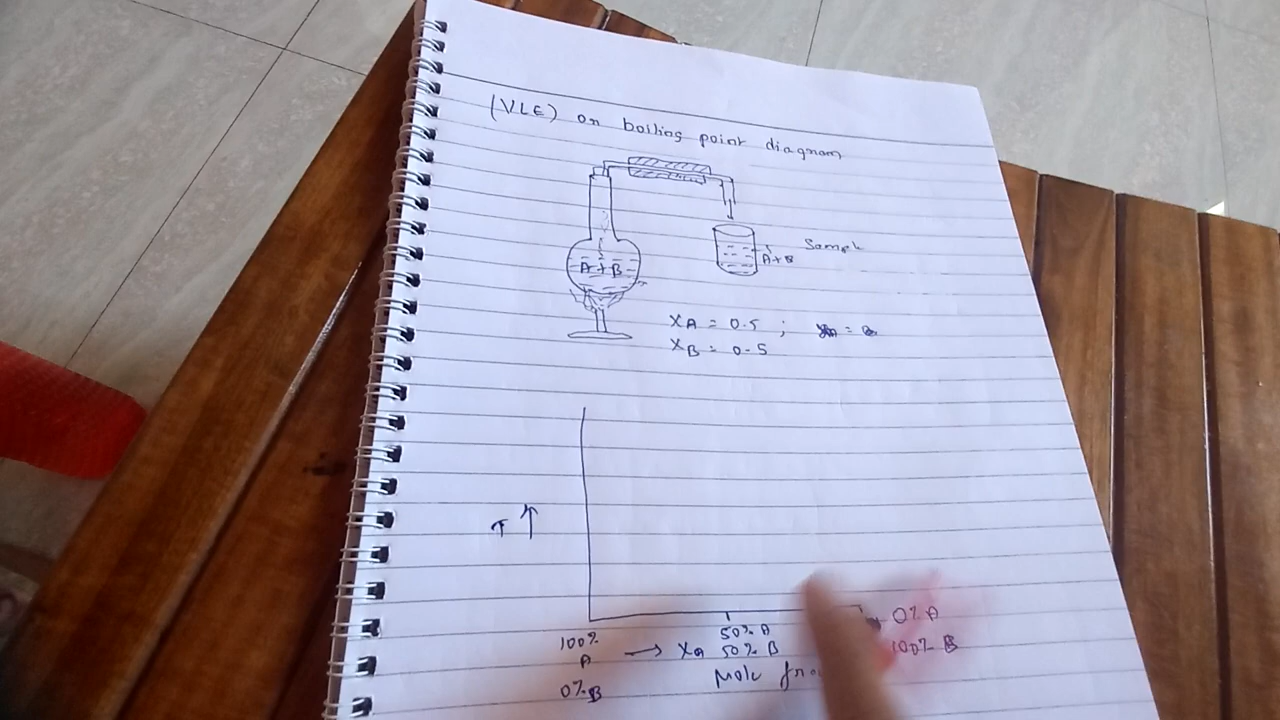 (VLE) on boiling point diagram
A+B
Sample
A+B
XA = 0.5 ;
XB = 0.5
T ↑
0% A
100% 50% A
A → 50% B 100% B
0% B Mole